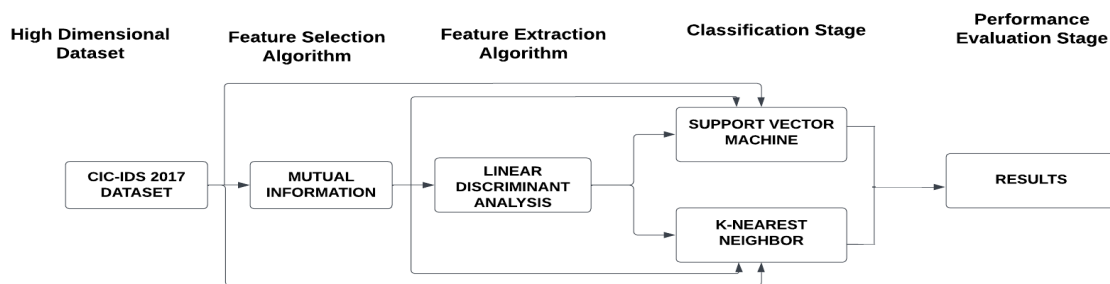 High Dimensional
Dataset
Feature Selection
Algorithm
Feature Extraction
Algorithm
Classification Stage
Performance
Evaluation Stage
CIC-IDS 2017
DATASET
MUTUAL
INFORMATION
LINEAR
DISCRIMINANT
ANALYSIS
SUPPORT VECTOR
MACHINE
K-NEAREST
NEIGHBOR
RESULTS